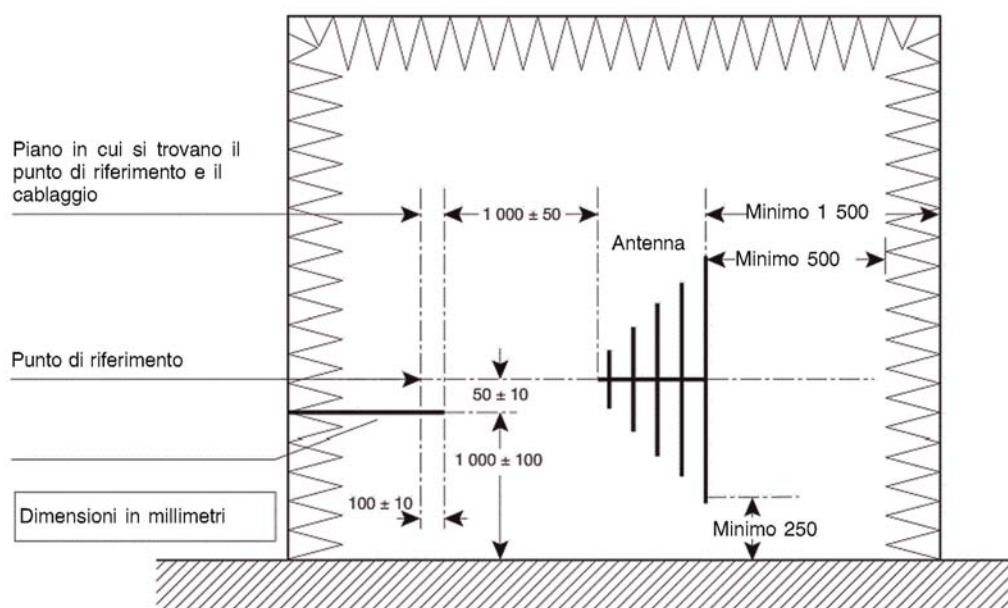 Piano in cui si trovano il
punto di riferimento e il
cablaggio
1 000 ± 50
Minimo 1 500
Antenna
Minimo 500
Punto di riferimento
50 ± 10
1 000 ± 100
100 ± 10
Dimensioni in millimetri
Minimo 250